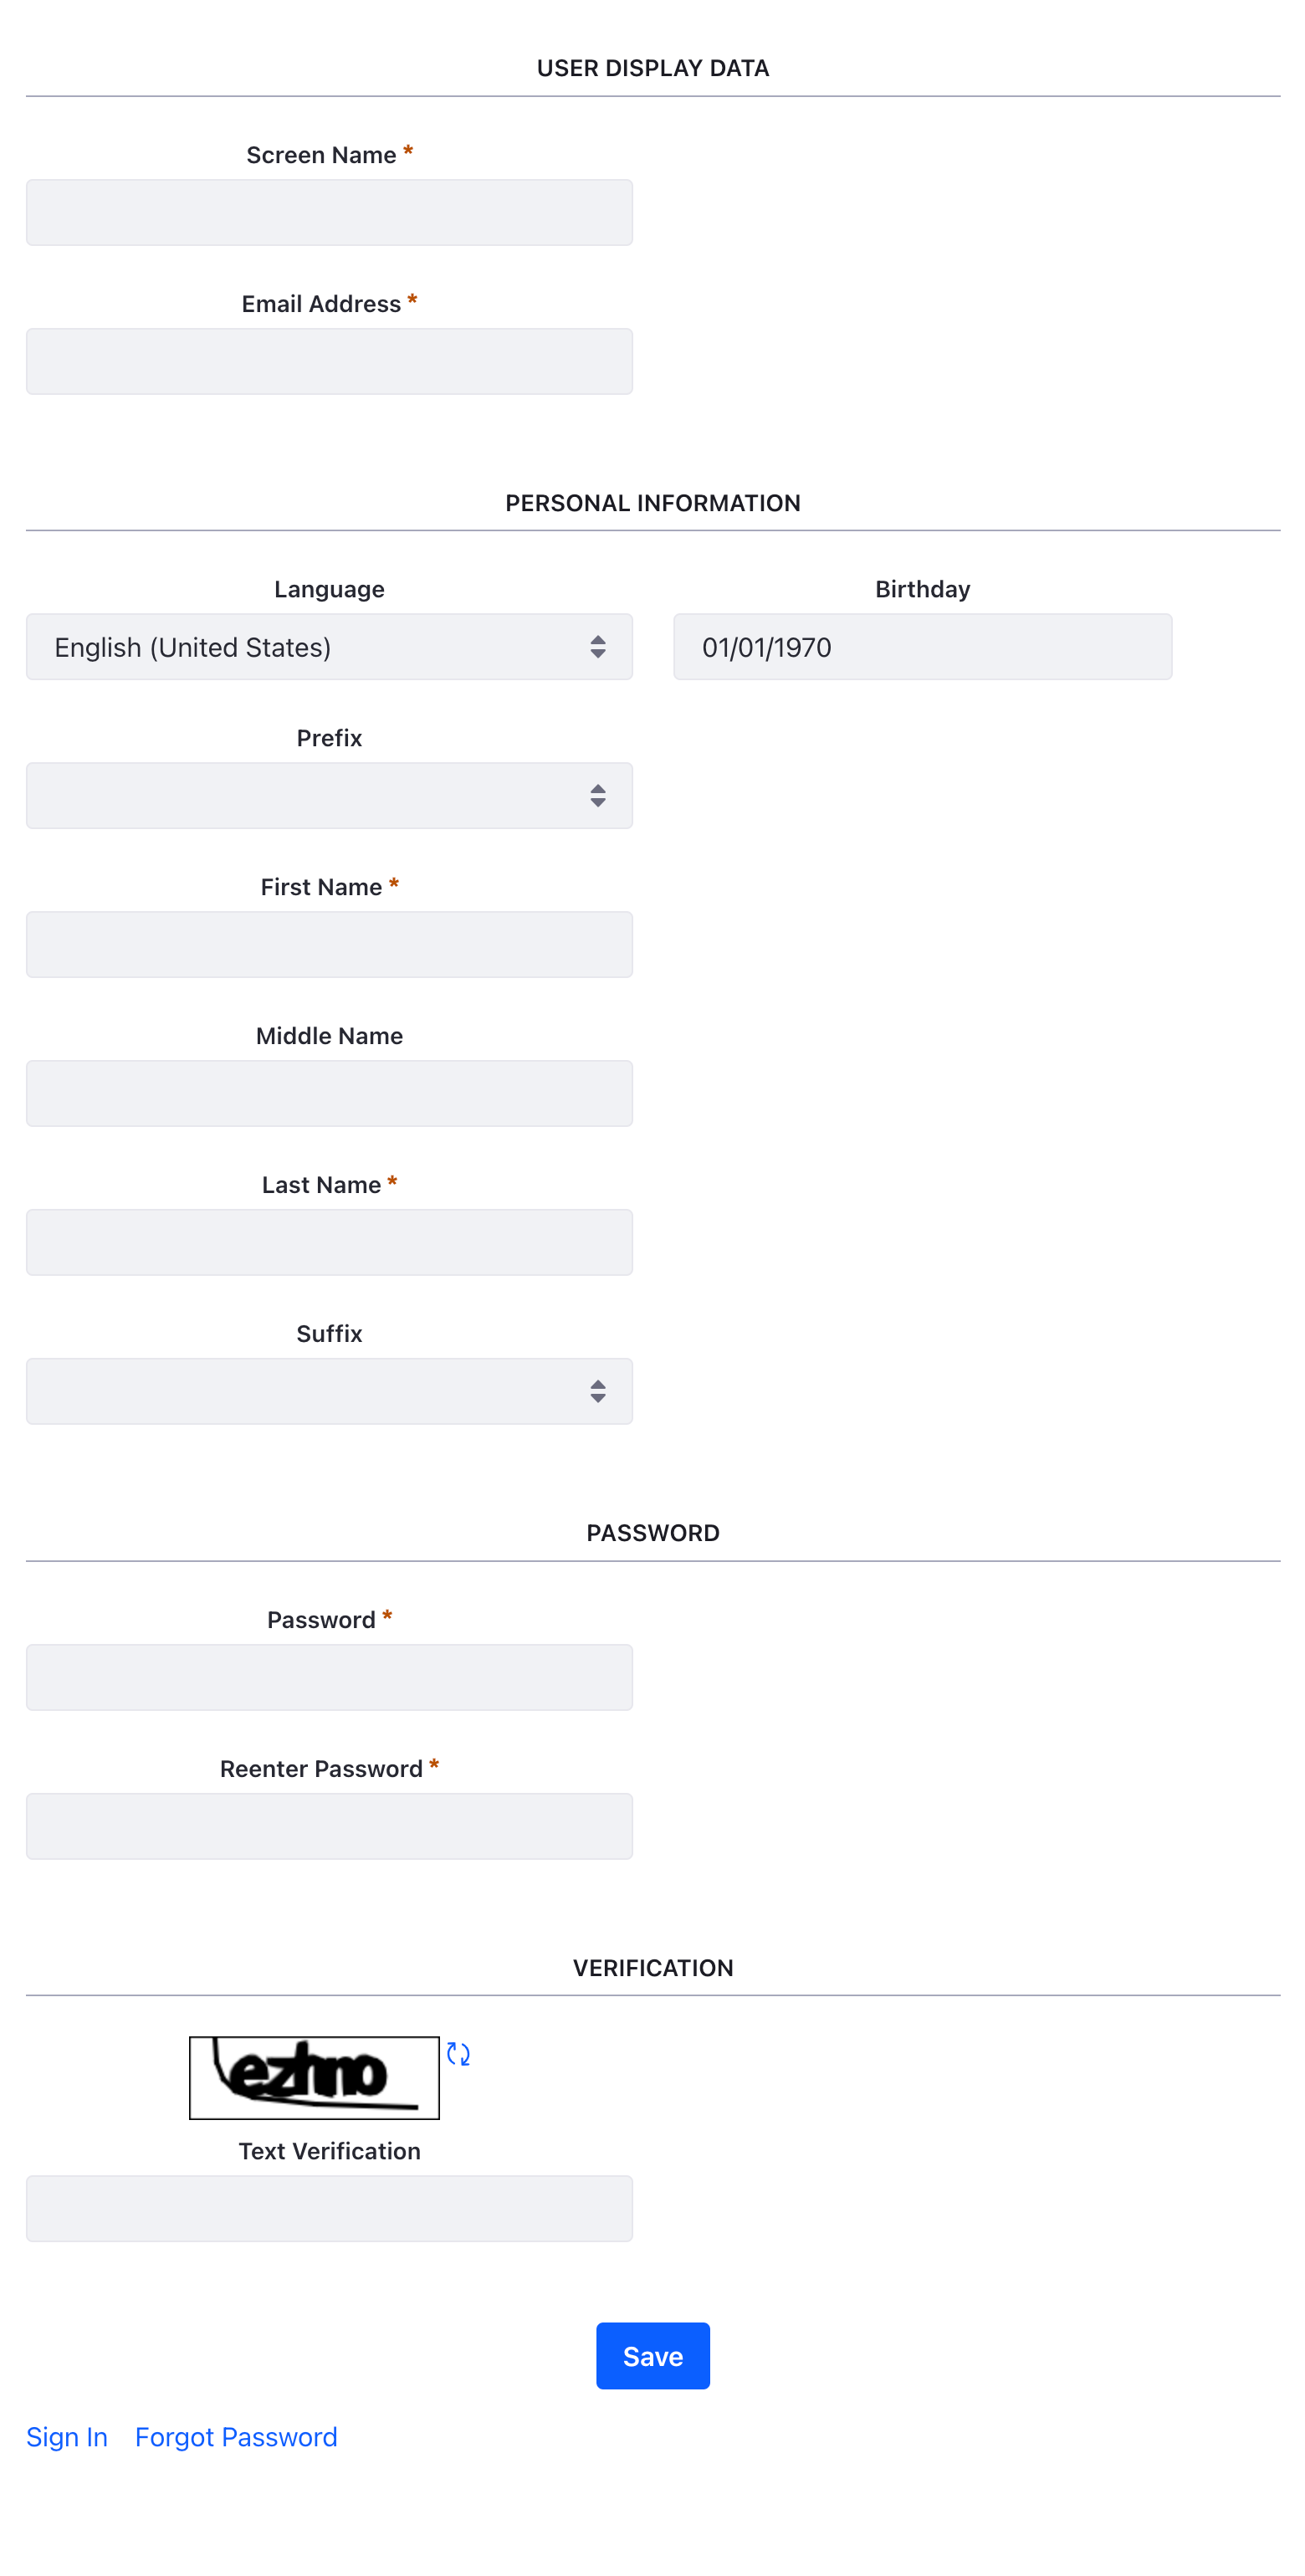 USER DISPLAY DATA
Screen Name *
Email Address *
PERSONAL INFORMATION
Language
Birthday
English (United States)
01/01/1970
Prefix
First Name *
Middle Name
Last Name *
Suffix
PASSWORD
Password *
Reenter Password *
VERIFICATION
Text Verification
Save
Sign In Forgot Password